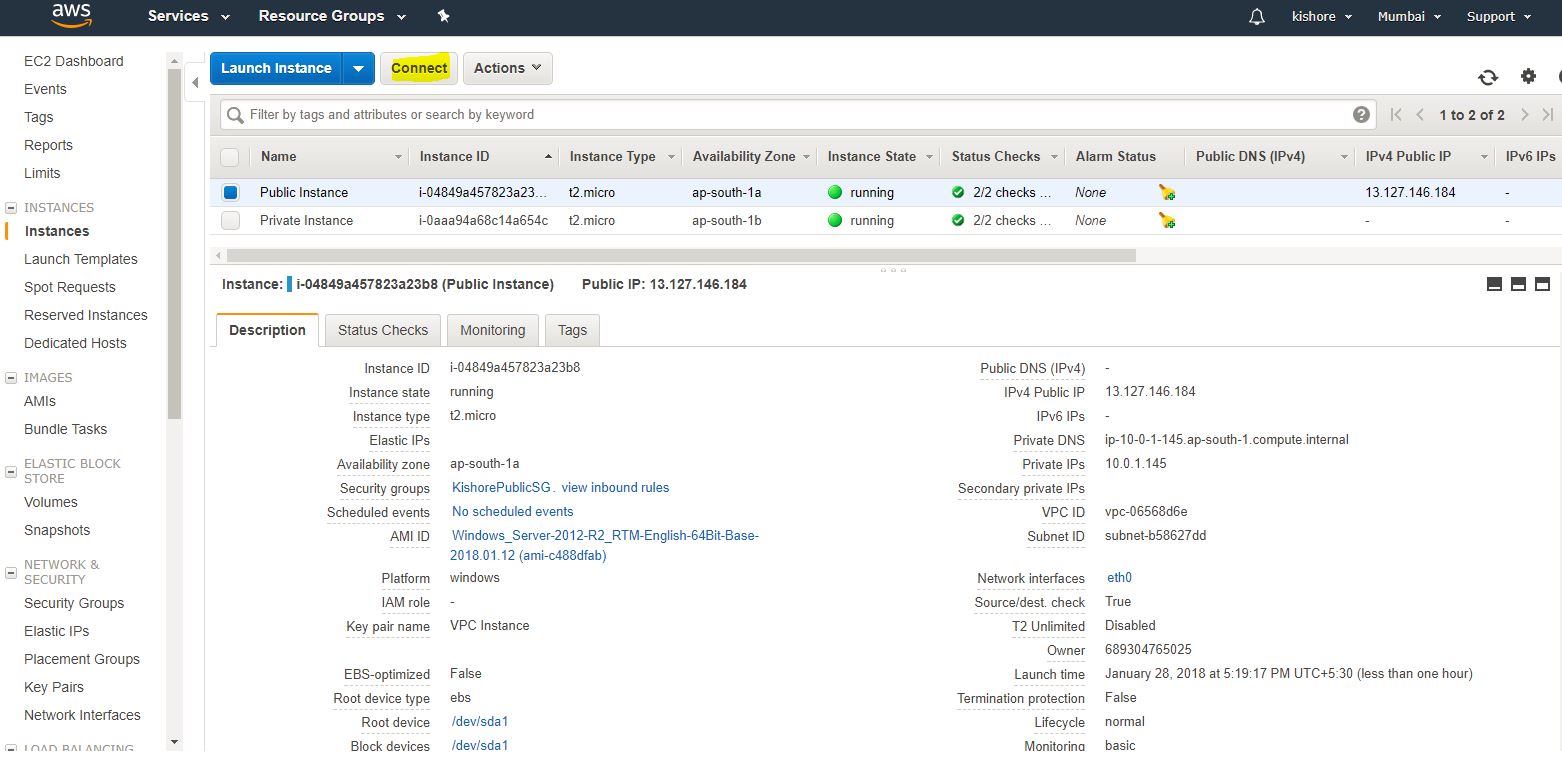 aws Services Resource Groups kishore Mumbai Support
EC2 Dashboard
Events
Tags
Reports
Limits
INSTANCES
Instances
Launch Templates
Spot Requests
Reserved Instances
Dedicated Hosts
IMAGES
AMIs
Bundle Tasks
ELASTIC BLOCK
STORE
Volumes
Snapshots
NETWORK &
SECURITY
Security Groups
Elastic IPs
Placement Groups
Key Pairs
Network Interfaces
LOAD BALANCING
Launch Instance Connect Actions
Filter by tags and attributes or search by keyword ? 1 to 2 of 2
Name Instance ID Instance Type Availability Zone Instance State Status Checks Alarm Status Public DNS (IPv4) IPv4 Public IP IPv6 IPs
Public Instance i-04849a457823a23... t2.micro ap-south-1a running 2/2 checks ... None 13.127.146.184 -
Private Instance i-0aaa94a68c14a654c t2.micro ap-south-1b running 2/2 checks ... None - -
Instance: i-04849a457823a23b8 (Public Instance) Public IP: 13.127.146.184
Description Status Checks Monitoring Tags
Instance ID i-04849a457823a23b8 Public DNS (IPv4) -
Instance state running IPv4 Public IP 13.127.146.184
Instance type t2.micro IPv6 IPs -
Elastic IPs Private DNS ip-10-0-1-145.ap-south-1.compute.internal
Availability zone ap-south-1a Private IPs 10.0.1.145
Security groups KishorePublicSG . view inbound rules Secondary private IPs
Scheduled events No scheduled events VPC ID vpc-06568d6e
AMI ID Windows_Server-2012-R2_RTM-English-64Bit-Base- Subnet ID subnet-b58627dd
2018.01.12 (ami-c488dfab)
Platform windows Network interfaces eth0
IAM role - Source/dest. check True
Key pair name VPC Instance T2 Unlimited Disabled
Owner 689304765025
EBS-optimized False Launch time January 28, 2018 at 5:19:17 PM UTC+5:30 (less than one hour)
Root device type ebs Termination protection False
Root device /dev/sda1 Lifecycle normal
Block devices /dev/sda1 Monitoring basic